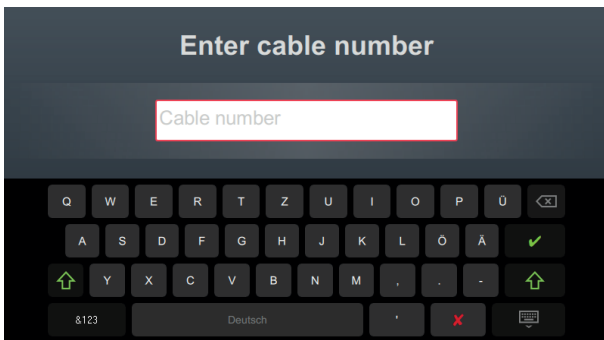 Enter cable number
Cable number
Q W E R T Z U I O P Ü
A S D F G H J K L Ö Ä
Y X C V B N M , . -
&123 Deutsch '